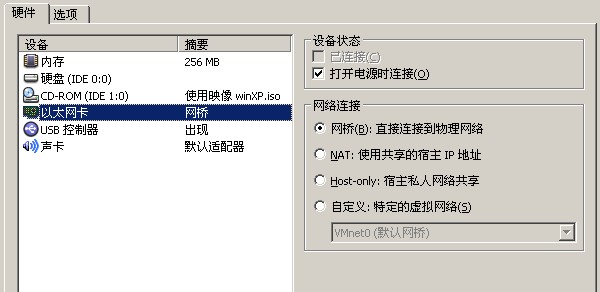 硬件 选项
设备 摘要
内存 256 MB
硬盘 (IDE 0:0)
CD-ROM (IDE 1:0) 使用映像 winXP.iso
以太网卡 网桥
USB 控制器 出现
声卡 默认适配器
设备状态
已连接(C)
打开电源时连接(O)
网络连接
网桥(B): 直接连接到物理网络
NAT: 使用共享的宿主 IP 地址
Host-only: 宿主私人网络共享
自定义: 特定的虚拟网络(S)
VMnet0 (默认网桥)